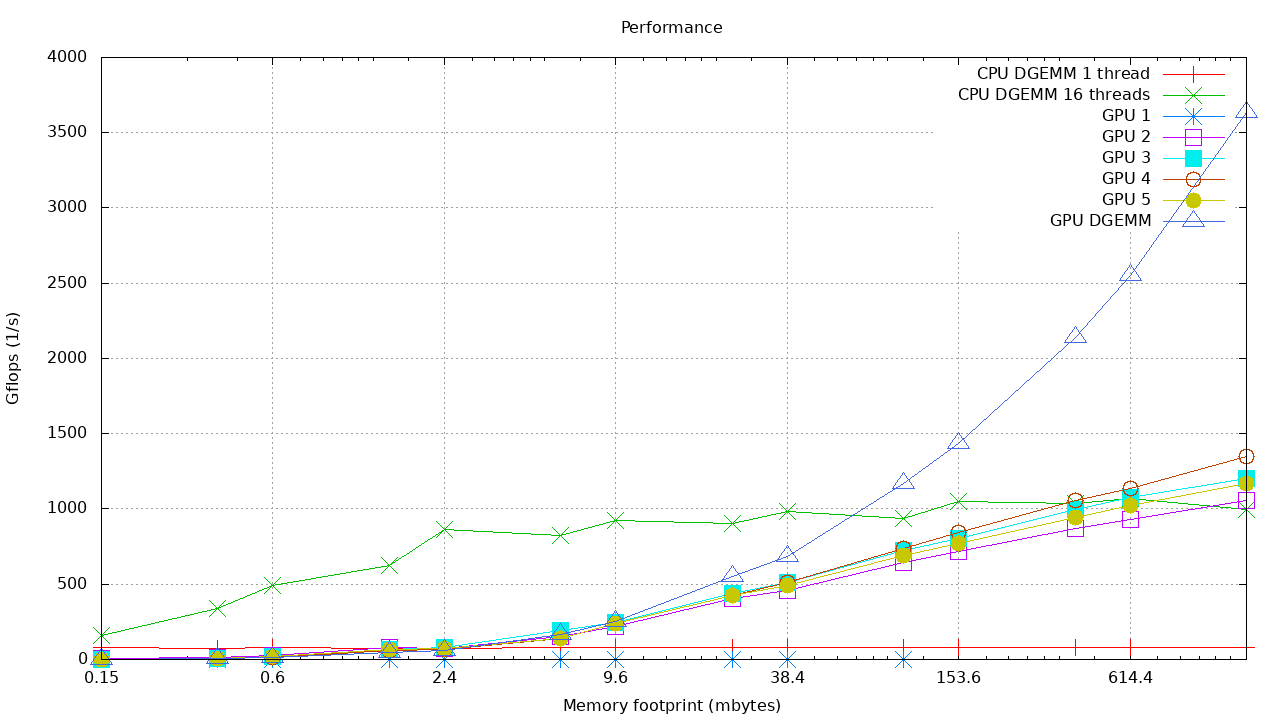 Performance
4000
3500
3000
2500
2000
1500
1000
500
0
Gflops (1/s)
CPU DGEMM 1 thread
CPU DGEMM 16 threads
GPU 1
GPU 2
GPU 3
GPU 4
GPU 5
GPU DGEMM
0.15 0.6 2.4 9.6 38.4 153.6 614.4
Memory footprint (mbytes)